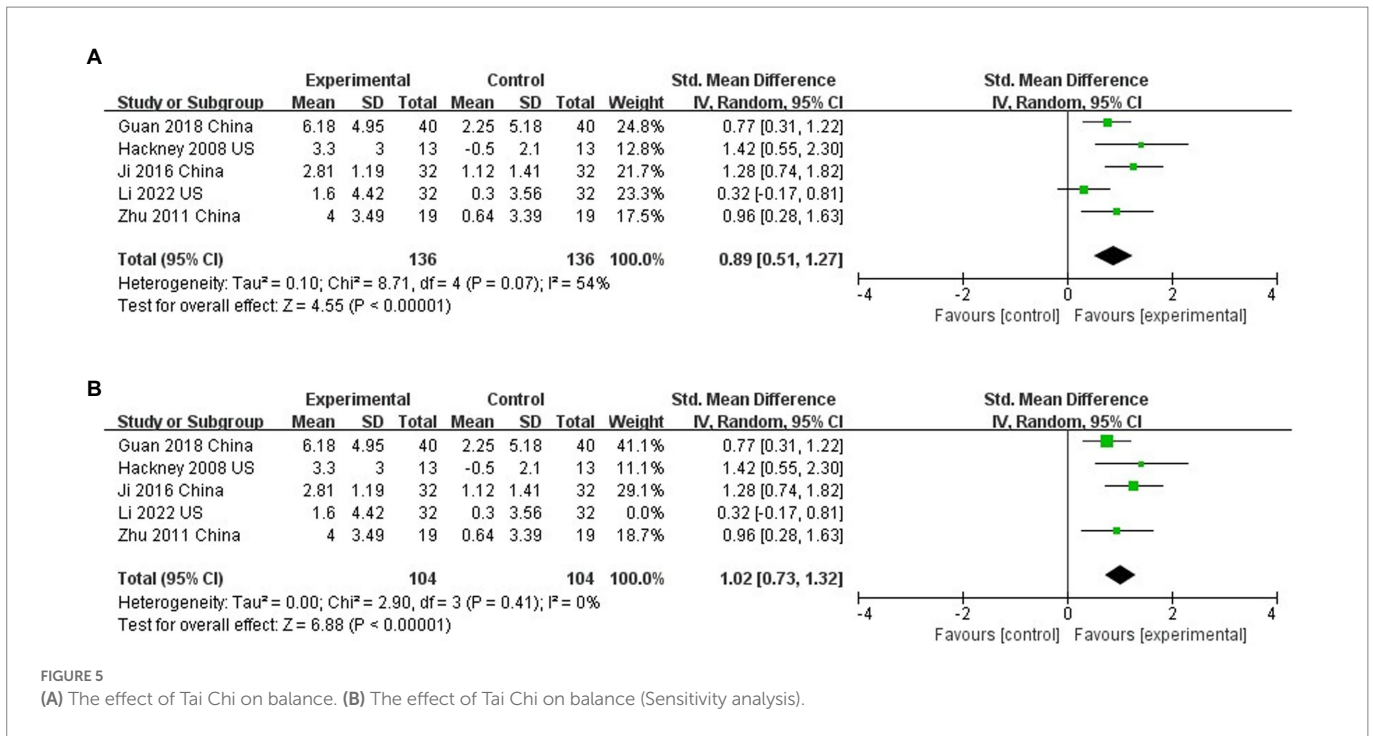 A
Experimental Control Std. Mean Difference Std. Mean Difference
Study or Subgroup Mean SD Total Mean SD Total Weight IV, Random, 95% CI IV, Random, 95% CI
Guan 2018 China 6.18 4.95 40 2.25 5.18 40 24.8% 0.77 [0.31, 1.22]
Hackney 2008 US 3.3 3 13 -0.5 2.1 13 12.8% 1.42 [0.55, 2.30]
Ji 2016 China 2.81 1.19 32 1.12 1.41 32 21.7% 1.28 [0.74, 1.82]
Li 2022 US 1.6 4.42 32 0.3 3.56 32 23.3% 0.32 [-0.17, 0.81]
Zhu 2011 China 4 3.49 19 0.64 3.39 19 17.5% 0.96 [0.28, 1.63]
Total (95% CI) 136 136 100.0% 0.89 [0.51, 1.27]
Heterogeneity: Tau² = 0.10; Chi² = 8.71, df = 4 (P = 0.07); I² = 54%
Test for overall effect: Z = 4.55 (P < 0.00001)
-4 -2 0 2 4
Favours [control] Favours [experimental]
B
Experimental Control Std. Mean Difference Std. Mean Difference
Study or Subgroup Mean SD Total Mean SD Total Weight IV, Random, 95% CI IV, Random, 95% CI
Guan 2018 China 6.18 4.95 40 2.25 5.18 40 41.1% 0.77 [0.31, 1.22]
Hackney 2008 US 3.3 3 13 -0.5 2.1 13 11.1% 1.42 [0.55, 2.30]
Ji 2016 China 2.81 1.19 32 1.12 1.41 32 29.1% 1.28 [0.74, 1.82]
Li 2022 US 1.6 4.42 32 0.3 3.56 32 0.0% 0.32 [-0.17, 0.81]
Zhu 2011 China 4 3.49 19 0.64 3.39 19 18.7% 0.96 [0.28, 1.63]
Total (95% CI) 104 104 100.0% 1.02 [0.73, 1.32]
Heterogeneity: Tau² = 0.00; Chi² = 2.90, df = 3 (P = 0.41); I² = 0%
Test for overall effect: Z = 6.88 (P < 0.00001)
-4 -2 0 2 4
Favours [control] Favours [experimental]
FIGURE 5
(A) The effect of Tai Chi on balance. (B) The effect of Tai Chi on balance (Sensitivity analysis).